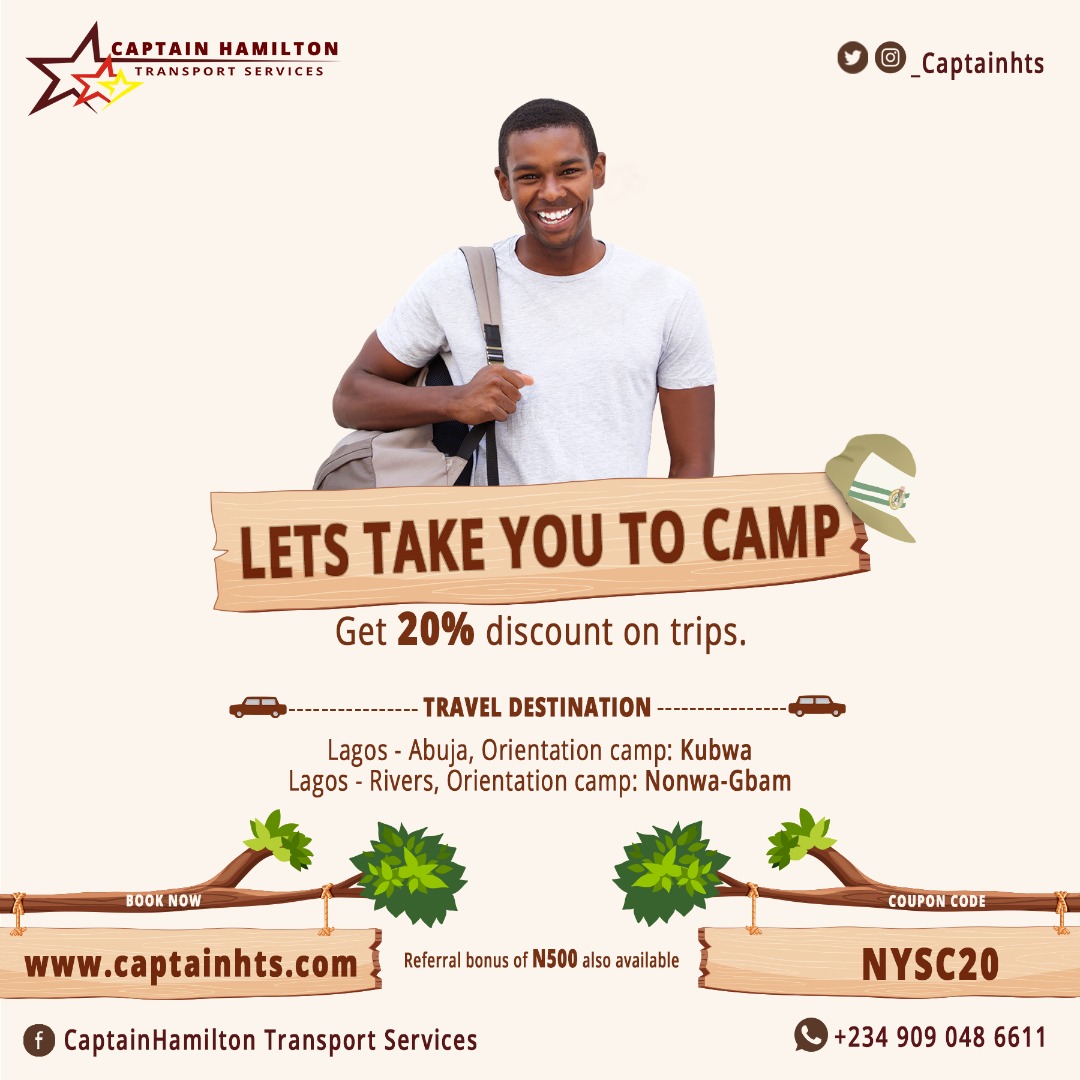 CAPTAIN HAMILTON
TRANSPORT SERVICES
_Captainhts
LETS TAKE YOU TO CAMP
Get 20% discount on trips.
TRAVEL DESTINATION
Lagos - Abuja, Orientation camp: Kubwa
Lagos - Rivers, Orientation camp: Nonwa-Gbam
BOOK NOW
www.captainhts.com
Referral bonus of N500 also available
COUPON CODE
NYSC20
CaptainHamilton Transport Services
+234 909 048 6611